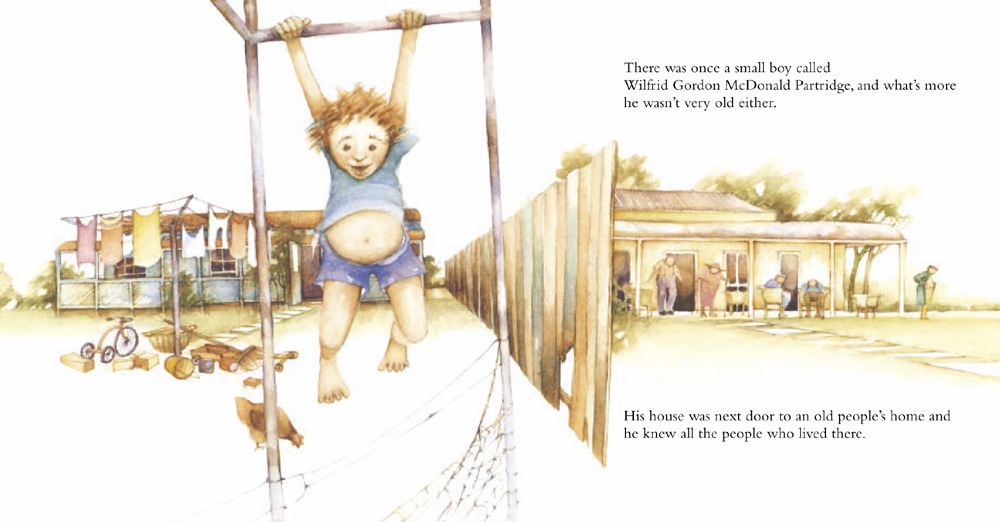 There was once a small boy called
Wilfrid Gordon McDonald Partridge, and what's more
he wasn't very old either.
His house was next door to an old people's home and
he knew all the people who lived there.